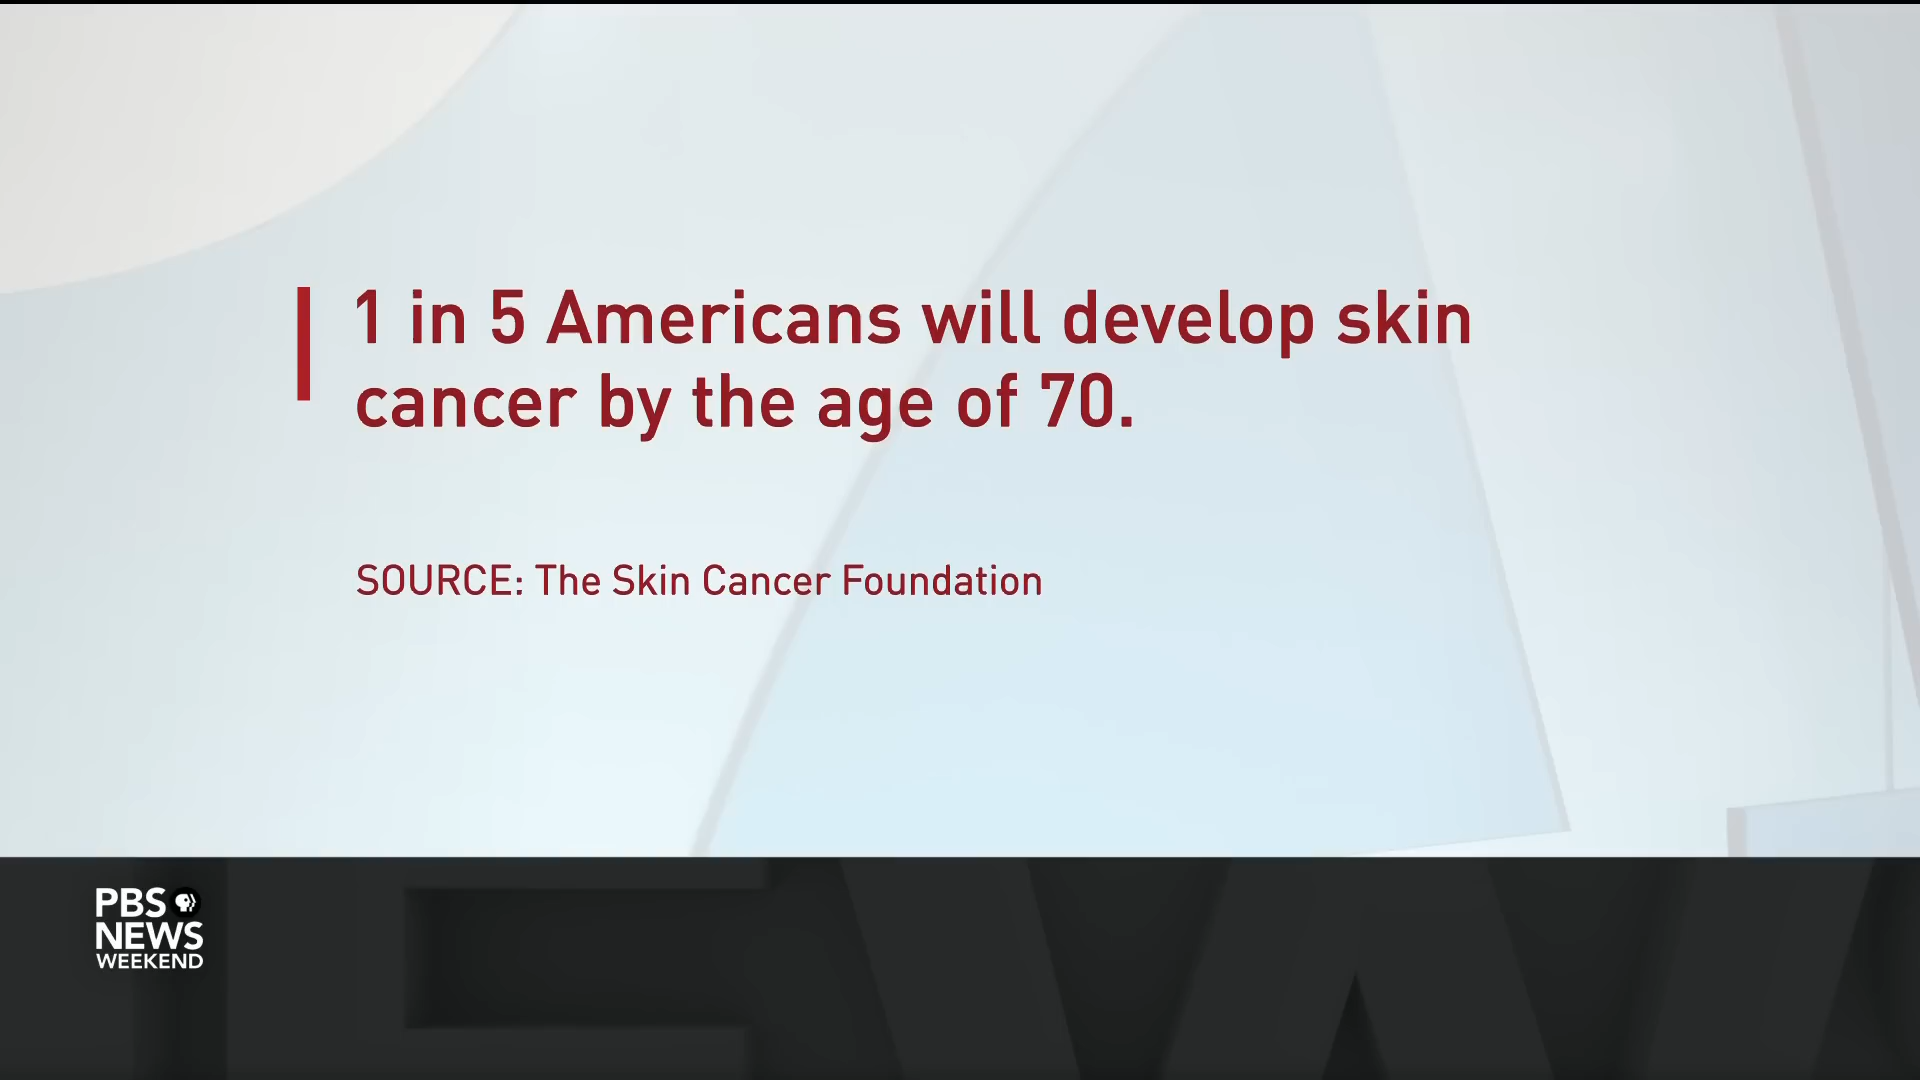 1 in 5 Americans will develop skin
cancer by the age of 70.
SOURCE: The Skin Cancer Foundation
PBS
NEWS
WEEKEND